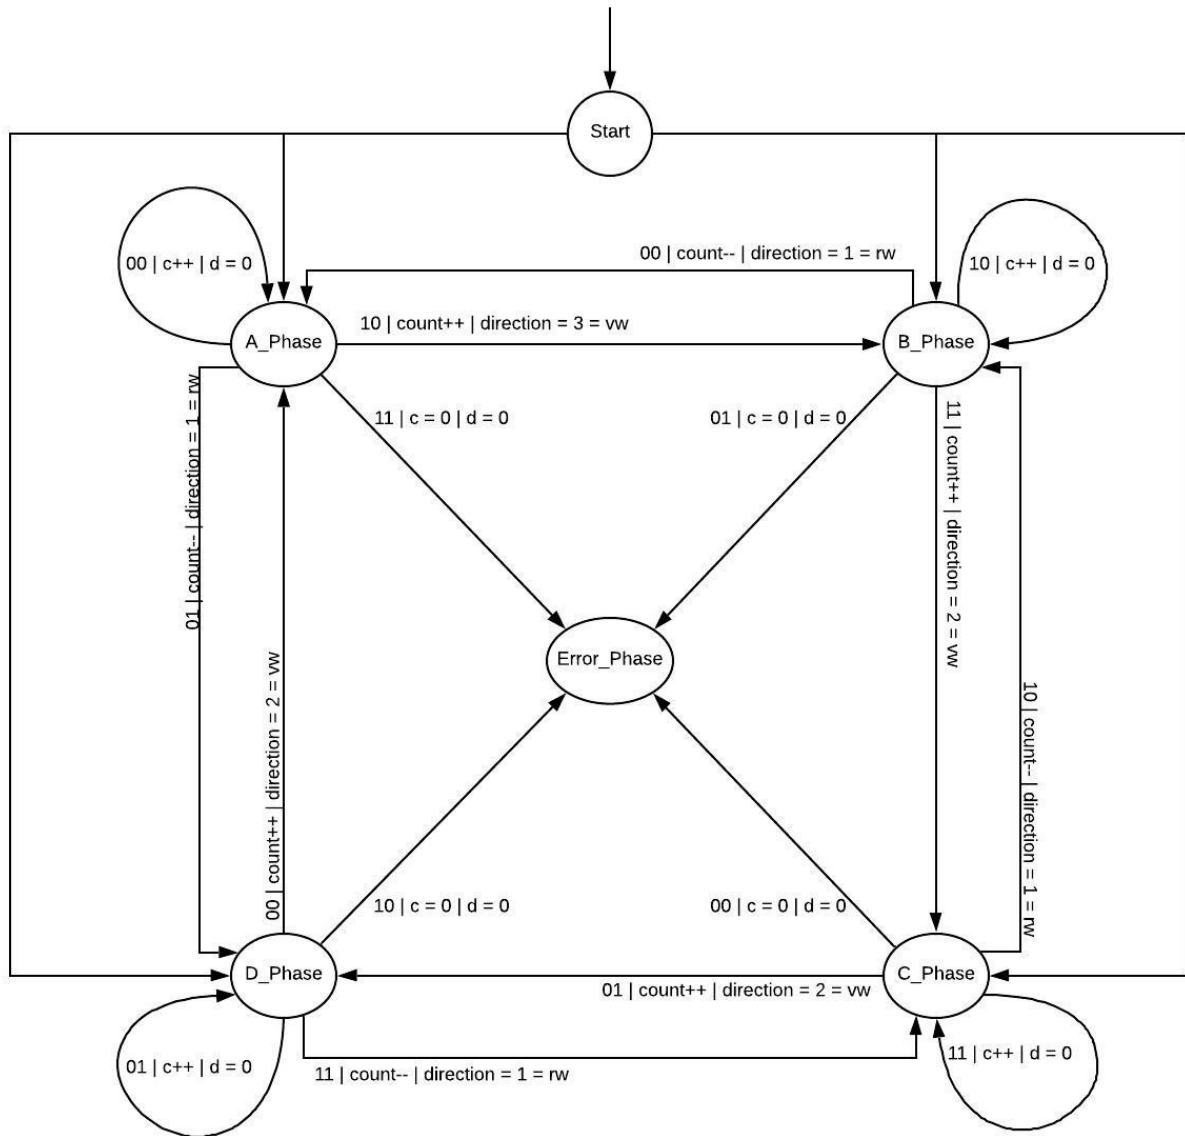 Start
00 | count-- | direction = 1 = rw
00 | c++ | d = 0
10 | c++ | d = 0
10 | count++ | direction = 3 = vw
A_Phase
B_Phase
01 | count-- | direction = 1 = rw
11 | c = 0 | d = 0
01 | c = 0 | d = 0
11 | count++ | direction = 2 = vw
Error_Phase
00 | count++ | direction = 2 = vw
10 | count-- | direction = 1 = rw
10 | c = 0 | d = 0
00 | c = 0 | d = 0
D_Phase
C_Phase
01 | count++ | direction = 2 = vw
01 | c++ | d = 0
11 | c++ | d = 0
11 | count-- | direction = 1 = rw